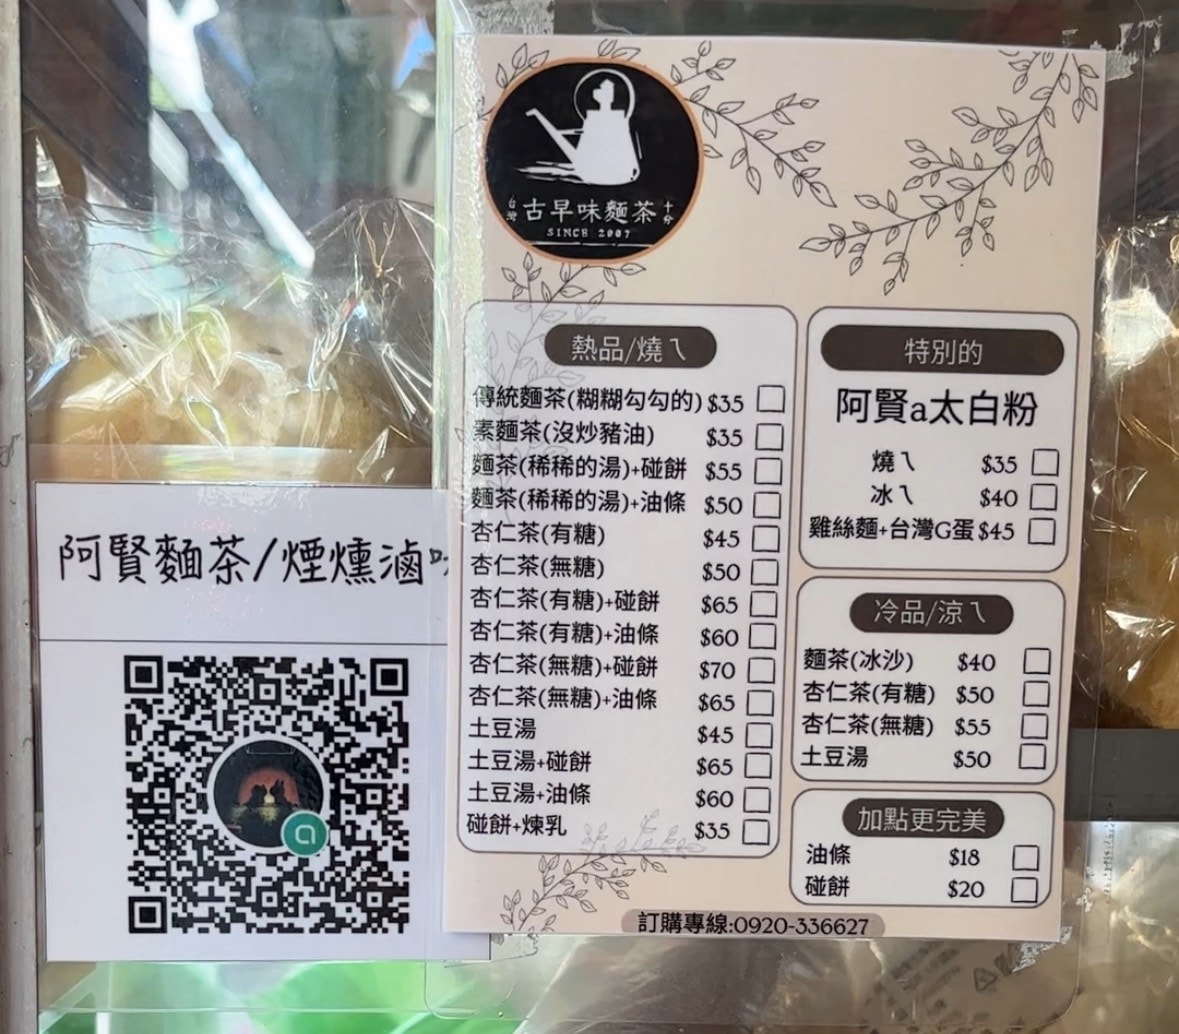 阿賢麵茶/煙燻滷
台灣 古早味麵茶 十分
SINCE 2007
熱品/燒ㄟ
傳統麵茶(糊糊勾勾的) $35
素麵茶(沒炒豬油) $35
麵茶(稀稀的湯)+碰餅 $55
麵茶(稀稀的湯)+油條 $50
杏仁茶(有糖) $45
杏仁茶(無糖) $50
杏仁茶(有糖)+碰餅 $65
杏仁茶(有糖)+油條 $60
杏仁茶(無糖)+碰餅 $70
杏仁茶(無糖)+油條 $65
土豆湯 $45
土豆湯+碰餅 $65
土豆湯+油條 $60
碰餅+煉乳 $35
特別的
阿賢a太白粉
燒ㄟ $35
冰ㄟ $40
雞絲麵+台灣G蛋 $45
冷品/涼ㄟ
麵茶(冰沙) $40
杏仁茶(有糖) $50
杏仁茶(無糖) $55
土豆湯 $50
加點更完美
油條 $18
碰餅 $20
訂購專線:0920-336627